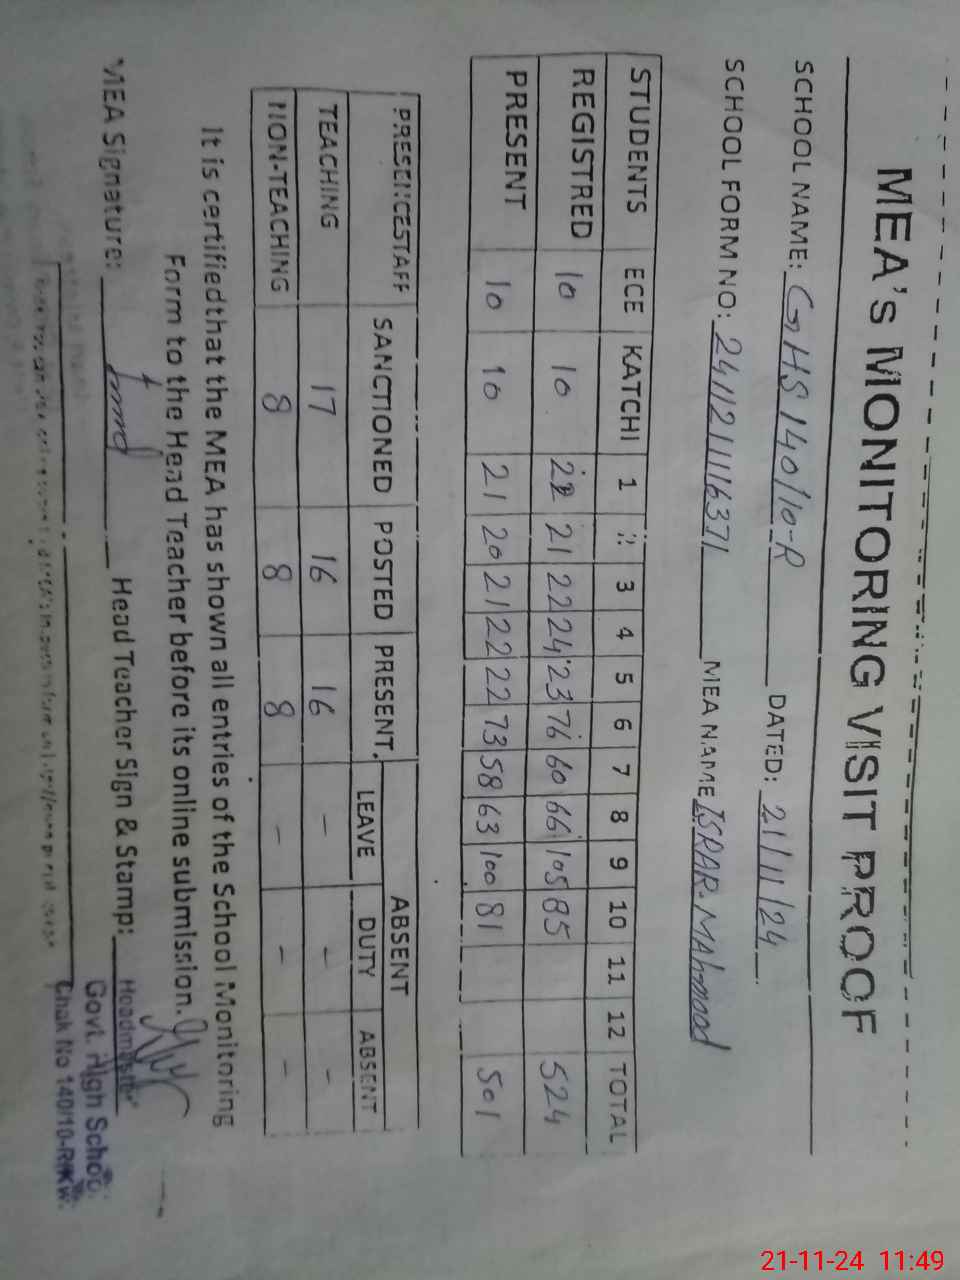 MEA's MONITORING VISIT PROOF
SCHOOL NAME: GHS 140/10-R DATED: 21/11/24
SCHOOL FORM NO: 2411211116371 MEA NAME ISRAR. MAhmood
STUDENTS ECE KATCHI 1 2 3 4 5 6 7 8 9 10 11 12 TOTAL
REGISTRED 10 10 22 21 22 24 23 76 60 66 105 85 524
PRESENT 10 10 21 20 21 22 22 73 58 63 100 81 501
PRESENCESTAFF SANCTIONED POSTED PRESENT ABSENT
LEAVE DUTY ABSENT
TEACHING 17 16 16 - - -
NON-TEACHING 8 8 8 - - -
It is certifiedthat the MEA has shown all entries of the School Monitoring
Form to the Head Teacher before its online submission.
MEA Signature: Head Teacher Sign & Stamp:
Headmaster
Govt. High School
Chak No 140/10-R
21-11-24 11:49